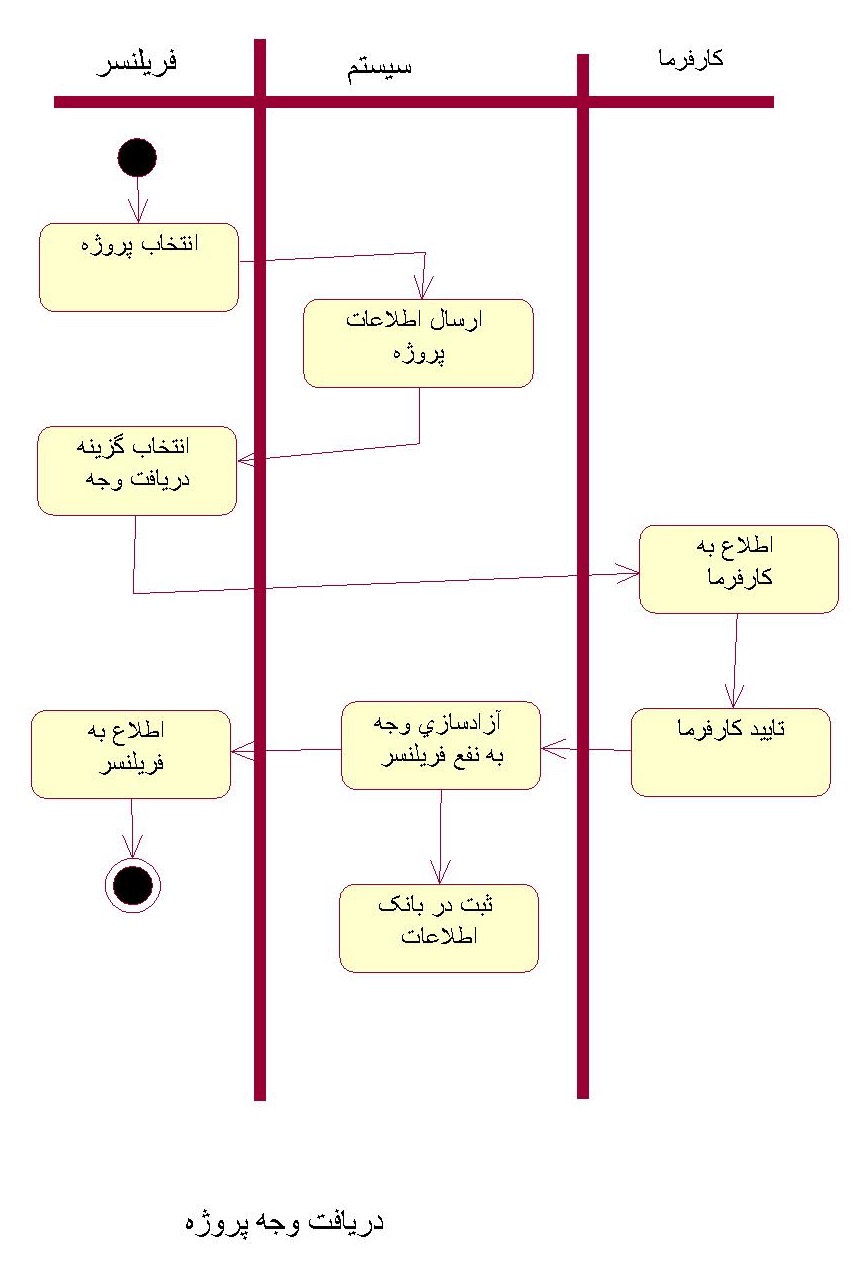 فریلنسر
سیستم
کارفرما
انتخاب پروژه
ارسال اطلاعات
پروژه
انتخاب گزینه
دریافت وجه
اطلاع به
کارفرما
تایید کارفرما
آزادسازي وجه
به نفع فریلنسر
اطلاع به
فریلنسر
ثبت در بانک
اطلاعات
دریافت وجه پروژه